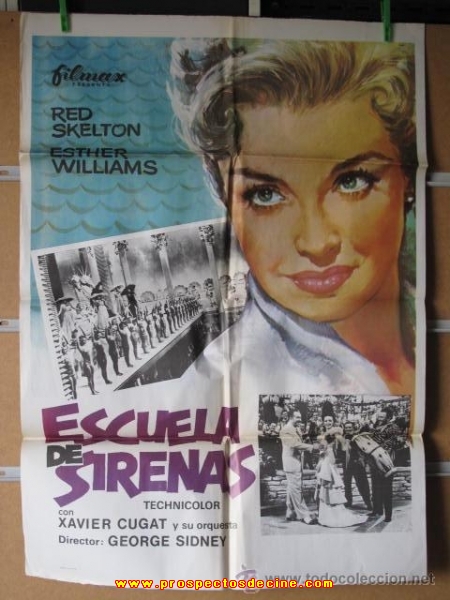 filmax
presenta
RED
SKELTON
ESTHER
WILLIAMS
ESCUELA
DE
SIRENAS
TECHNICOLOR
con
XAVIER CUGAT y su orquesta
Director: GEORGE SIDNEY
www.todocoleccion.net
www.prospectosdecine.com